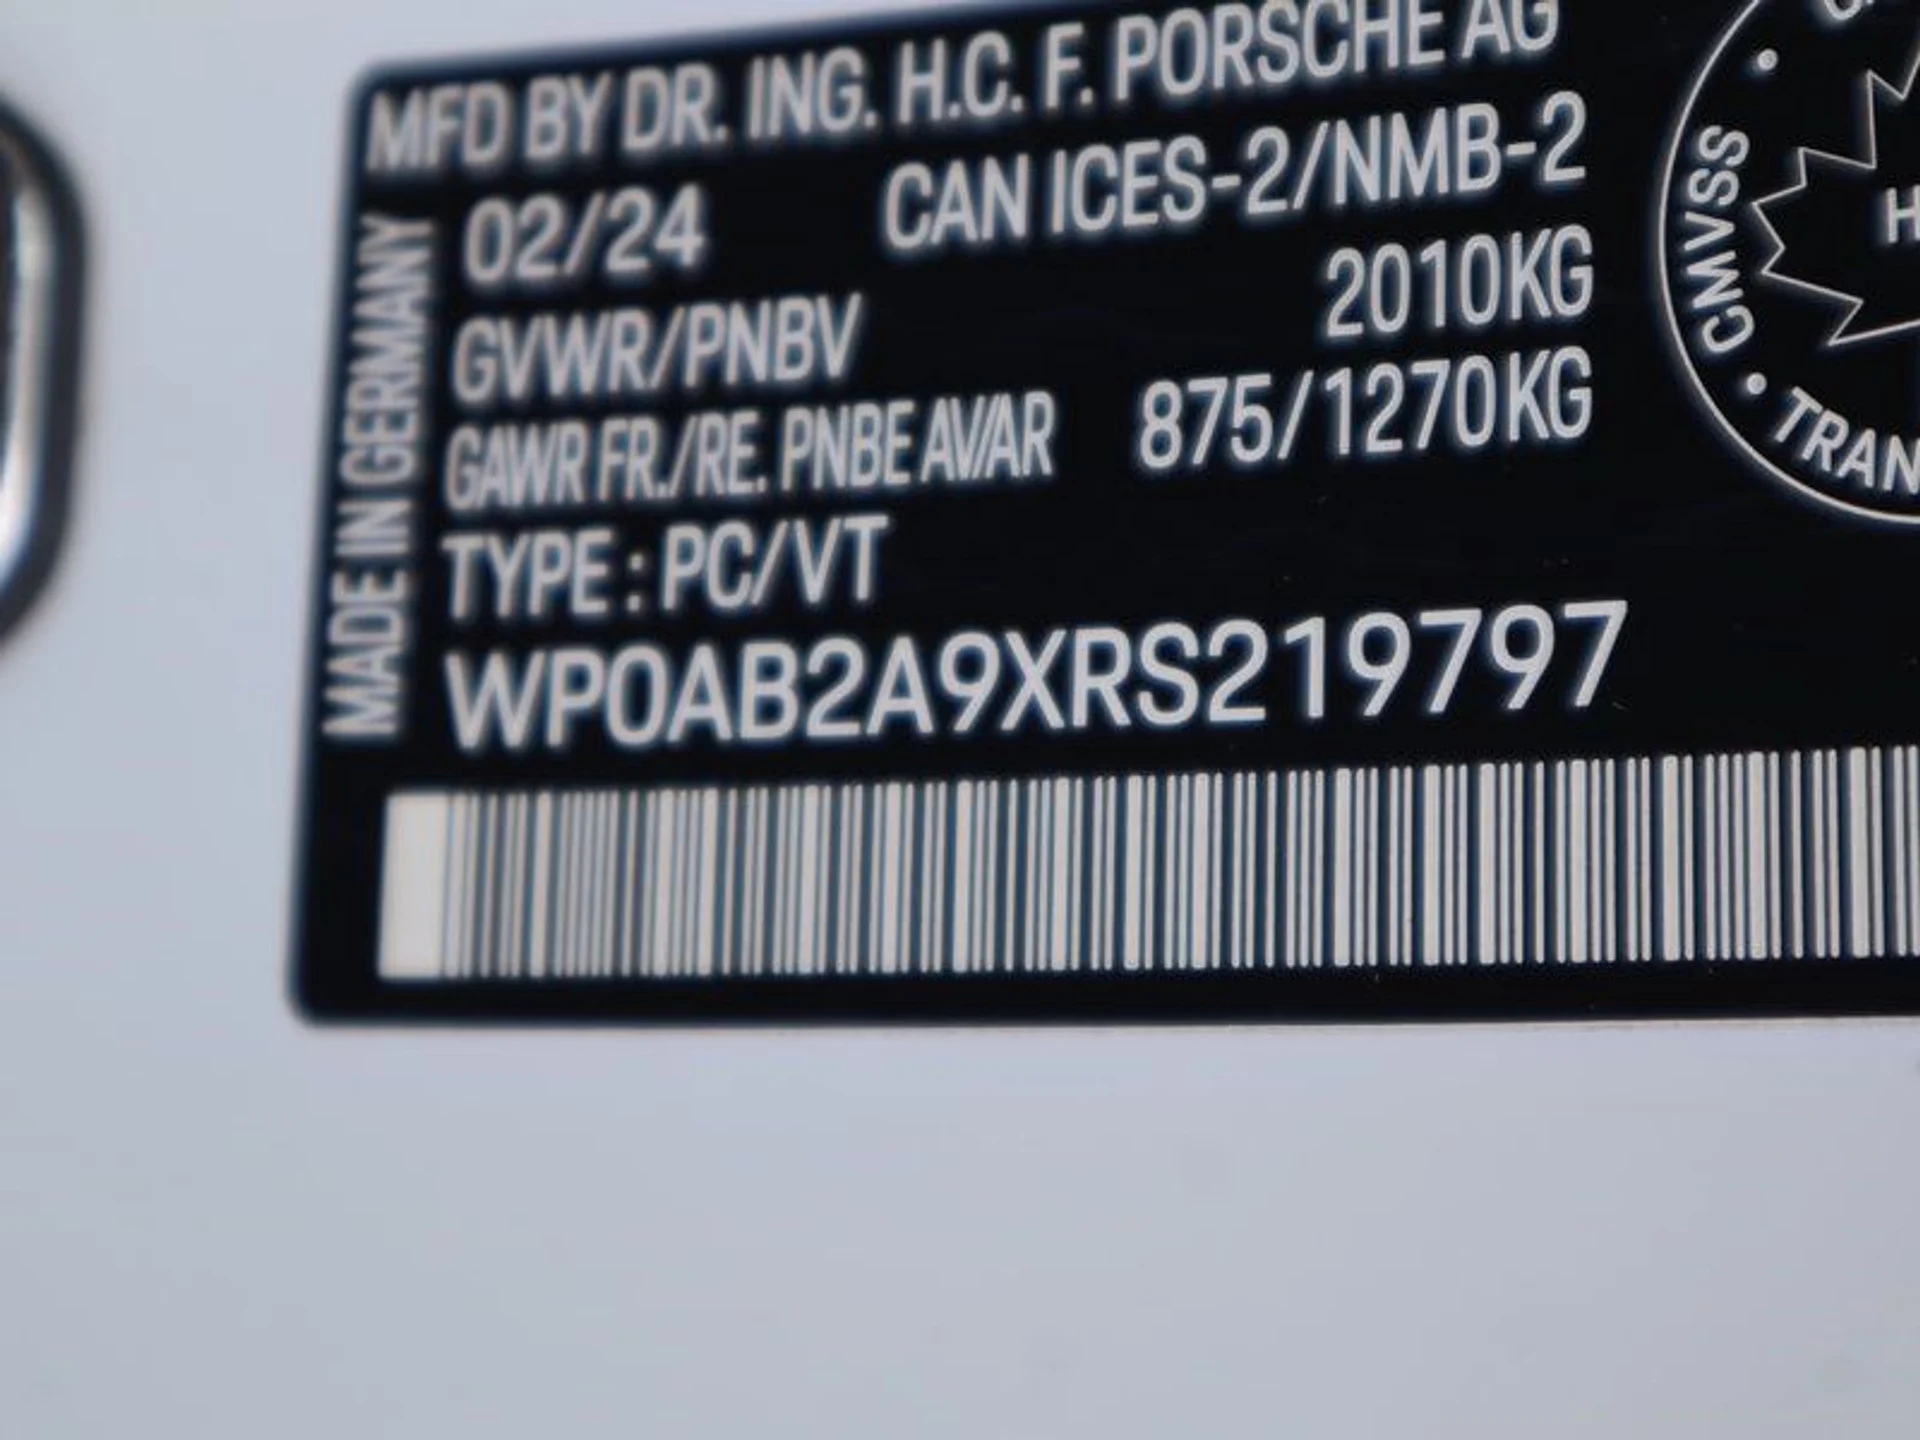 MFD BY DR. ING. H.C. F. PORSCHE AG
02/24 CAN ICES-2/NMB-2
GVWR/PNBV 2010KG
GAWR FR./RE. PNBE AV/AR 875/1270KG
TYPE : PC/VT
WP0AB2A9XRS219797
MADE IN GERMANY
CMVSS
TRAN
H